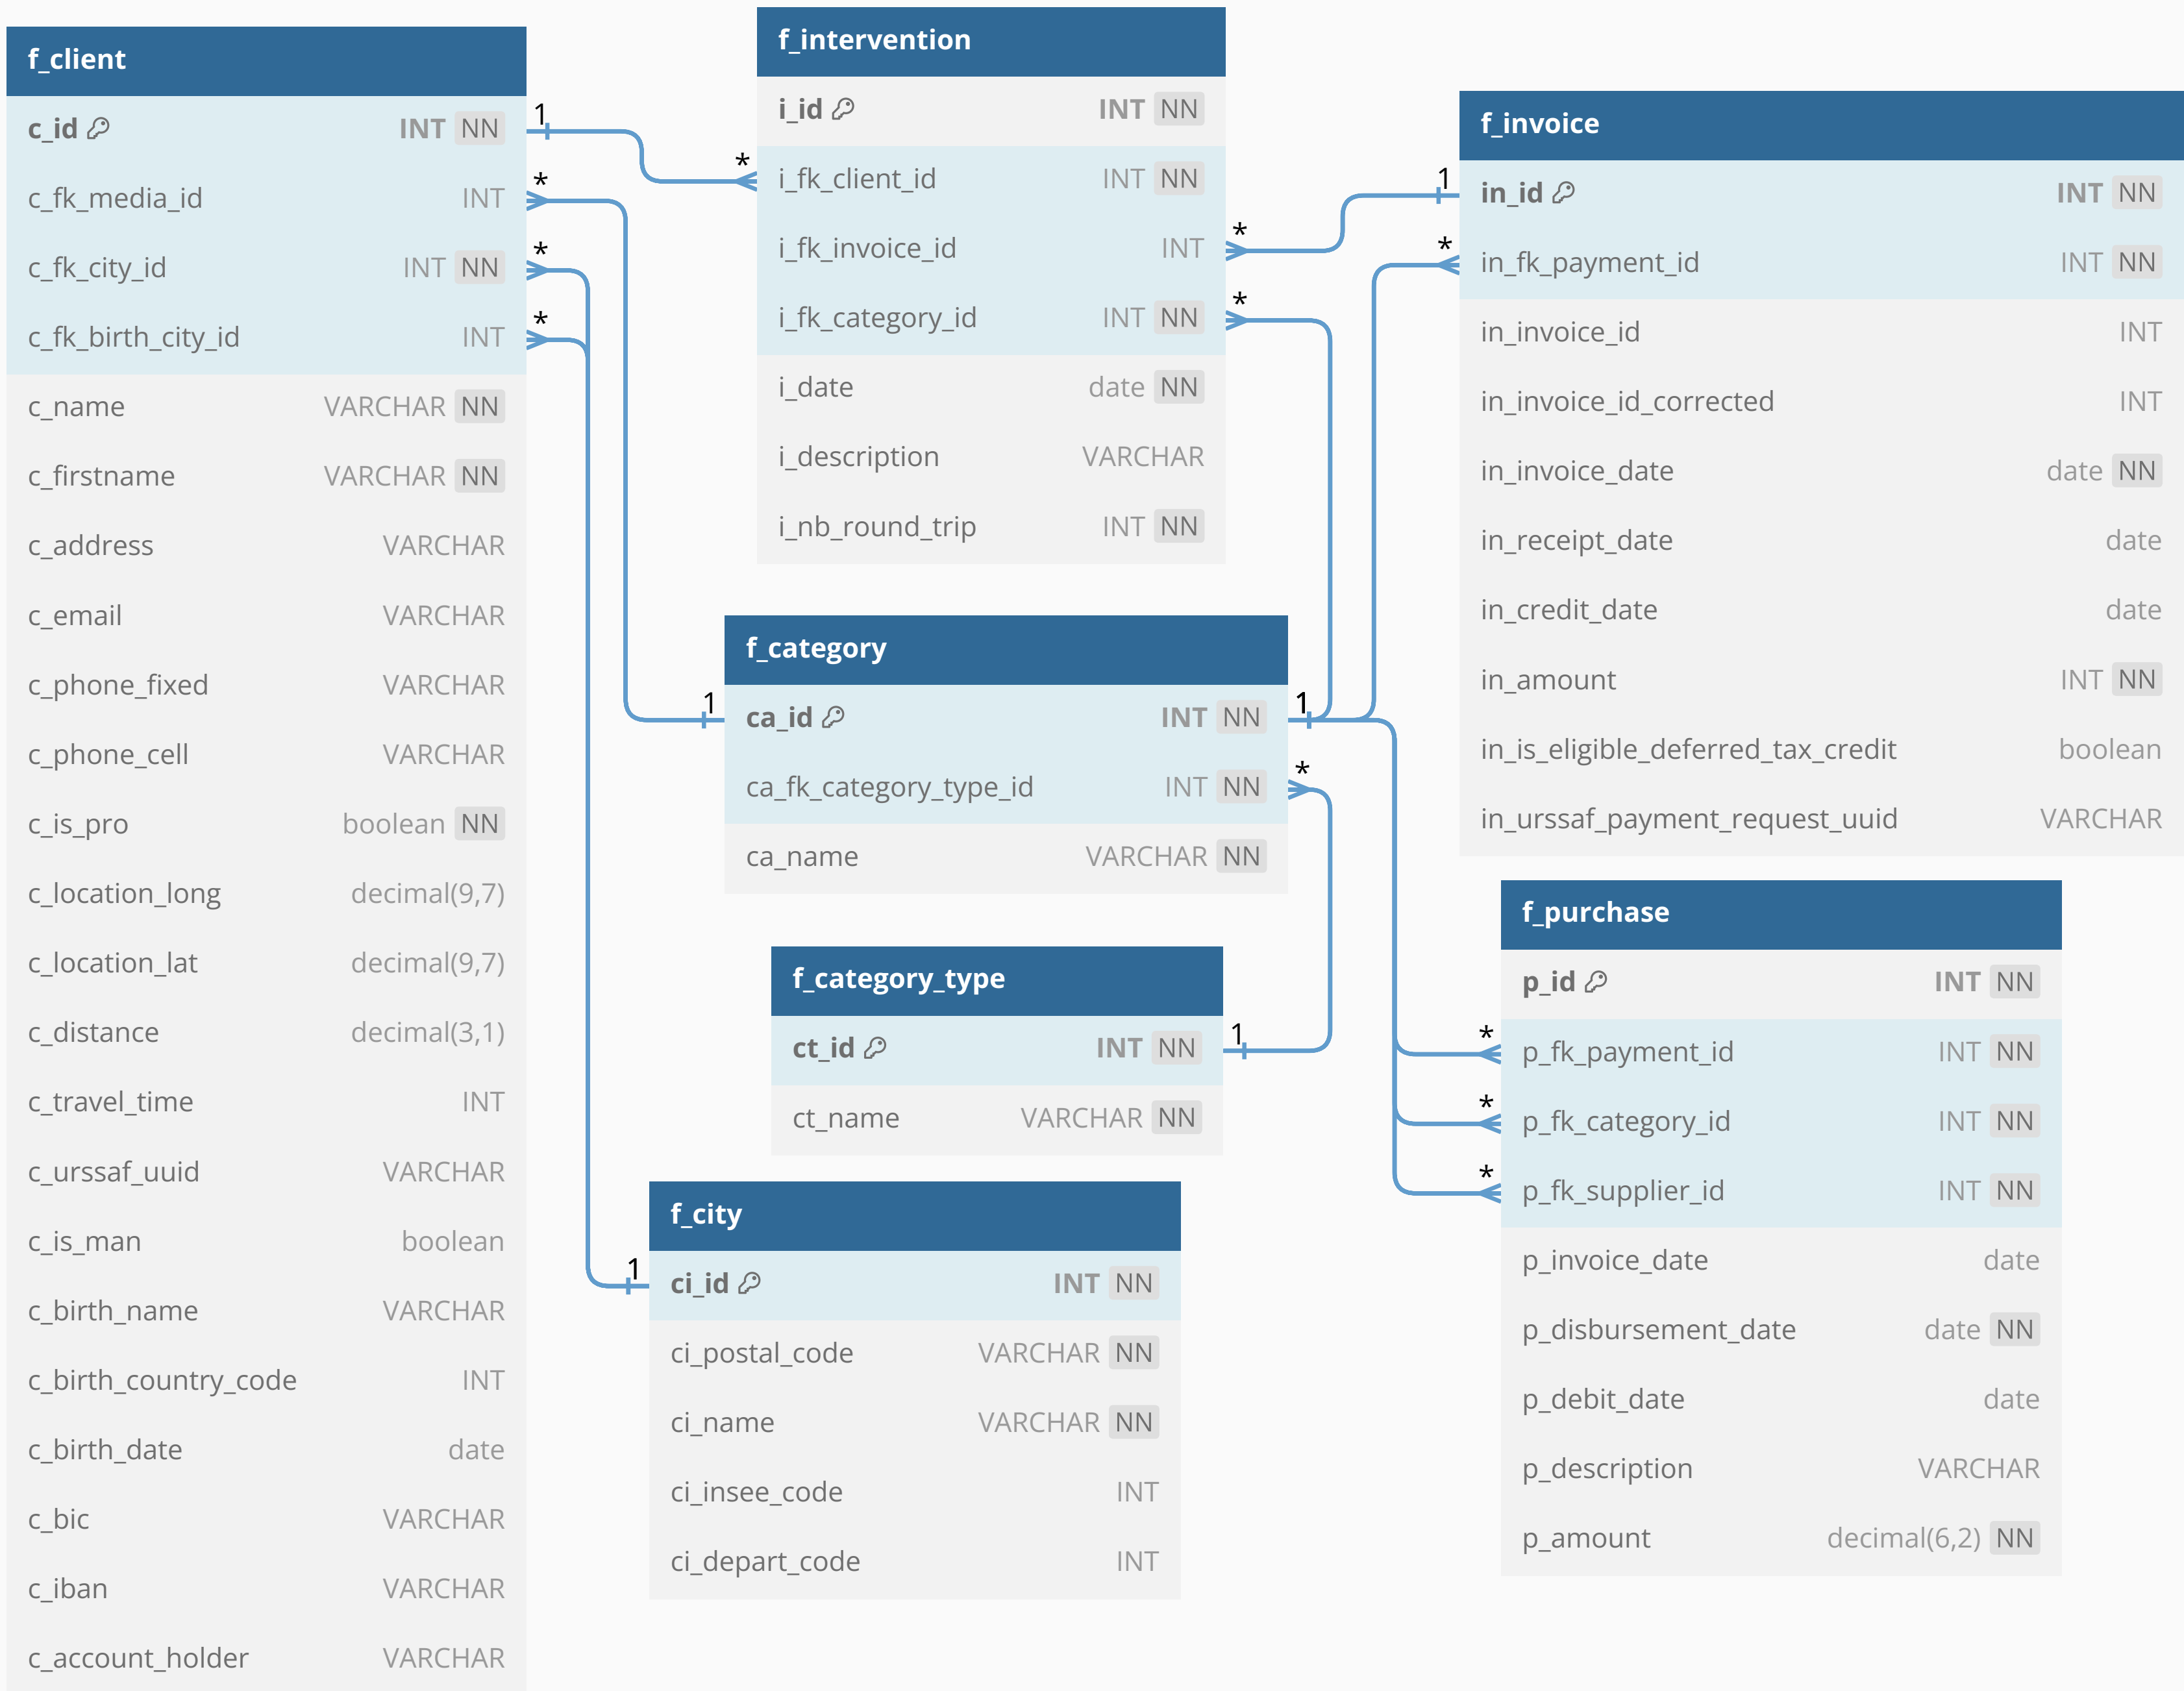 f_client
c_id INT NN
c_fk_media_id INT
c_fk_city_id INT NN
c_fk_birth_city_id INT
c_name VARCHAR NN
c_firstname VARCHAR NN
c_address VARCHAR
c_email VARCHAR
c_phone_fixed VARCHAR
c_phone_cell VARCHAR
c_is_pro boolean NN
c_location_long decimal(9,7)
c_location_lat decimal(9,7)
c_distance decimal(3,1)
c_travel_time INT
c_urssaf_uuid VARCHAR
c_is_man boolean
c_birth_name VARCHAR
c_birth_country_code INT
c_birth_date date
c_bic VARCHAR
c_iban VARCHAR
c_account_holder VARCHAR
1
*
*
*
f_intervention
i_id INT NN
* i_fk_client_id INT NN
i_fk_invoice_id INT *
i_fk_category_id INT NN *
i_date date NN
i_description VARCHAR
i_nb_round_trip INT NN
f_category
1 ca_id INT NN 1
ca_fk_category_type_id INT NN *
ca_name VARCHAR NN
f_category_type
ct_id INT NN 1
ct_name VARCHAR NN
f_city
1 ci_id INT NN
ci_postal_code VARCHAR NN
ci_name VARCHAR NN
ci_insee_code INT
ci_depart_code INT
f_invoice
1 in_id INT NN
* in_fk_payment_id INT NN
in_invoice_id INT
in_invoice_id_corrected INT
in_invoice_date date NN
in_receipt_date date
in_credit_date date
in_amount INT NN
in_is_eligible_deferred_tax_credit boolean
in_urssaf_payment_request_uuid VARCHAR
f_purchase
p_id INT NN
* p_fk_payment_id INT NN
* p_fk_category_id INT NN
* p_fk_supplier_id INT NN
p_invoice_date date
p_disbursement_date date NN
p_debit_date date
p_description VARCHAR
p_amount decimal(6,2) NN